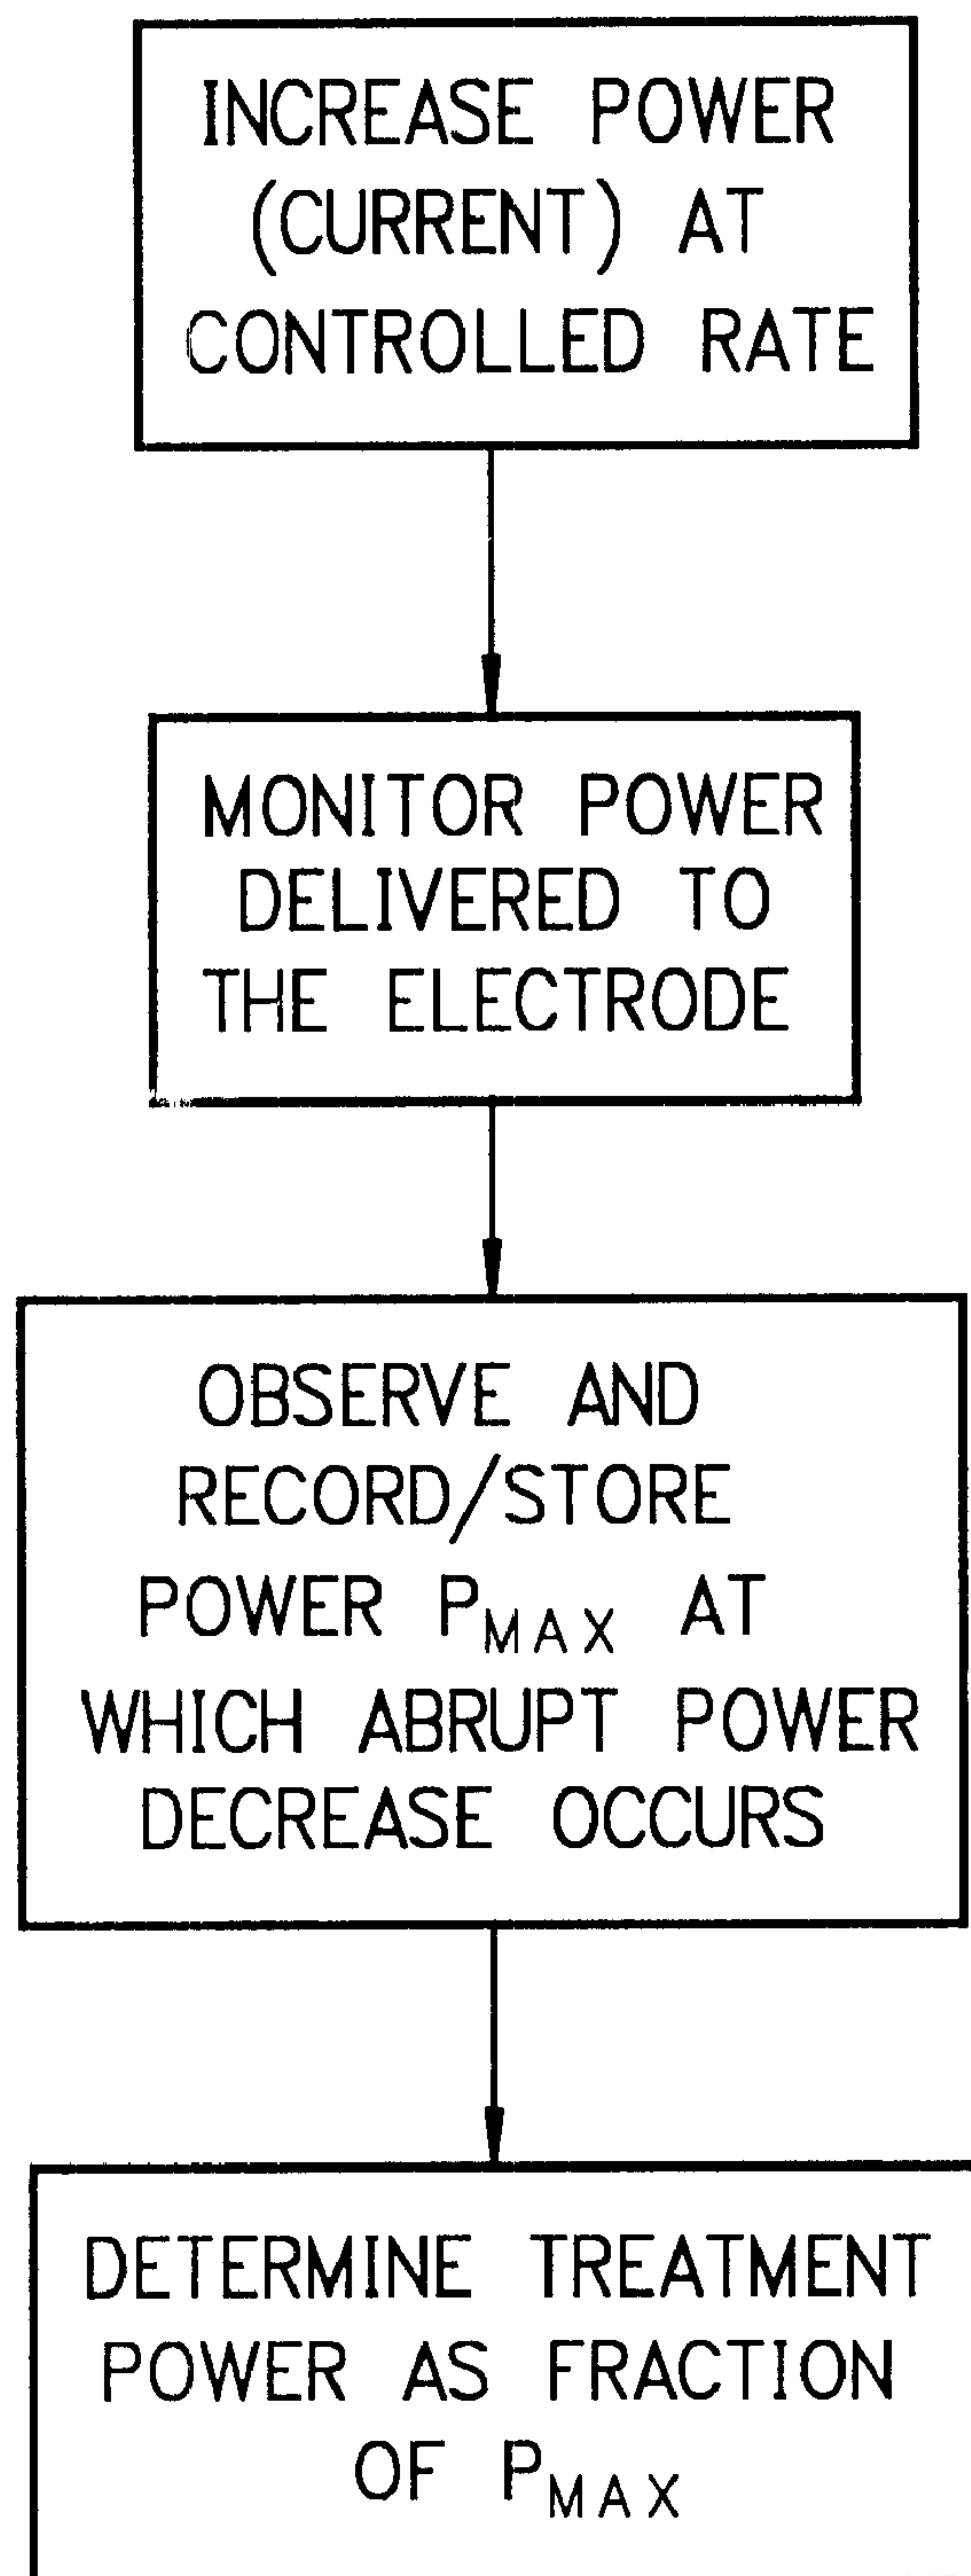 INCREASE POWER
(CURRENT) AT
CONTROLLED RATE
MONITOR POWER
DELIVERED TO
THE ELECTRODE
OBSERVE AND
RECORD/STORE
POWER PMAX AT
WHICH ABRUPT POWER
DECREASE OCCURS
DETERMINE TREATMENT
POWER AS FRACTION
OF PMAX